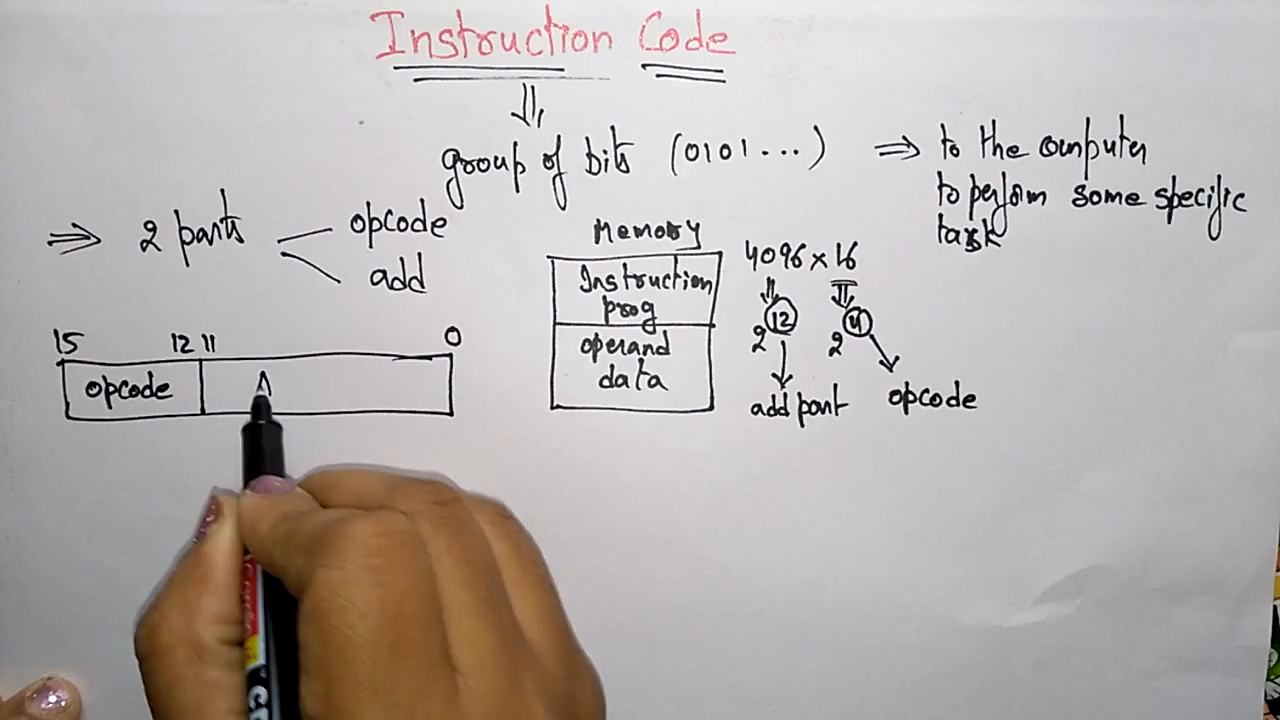 Instruction Code
⇓
group of bits (0101...) ⇒ to the computer
to perform some specific
task
⇒ 2 parts
opcode
add
Memory
Instruction
prog
operand
data
4096 × 16
2^12
2^4
add part
opcode
15 12 11 0
opcode